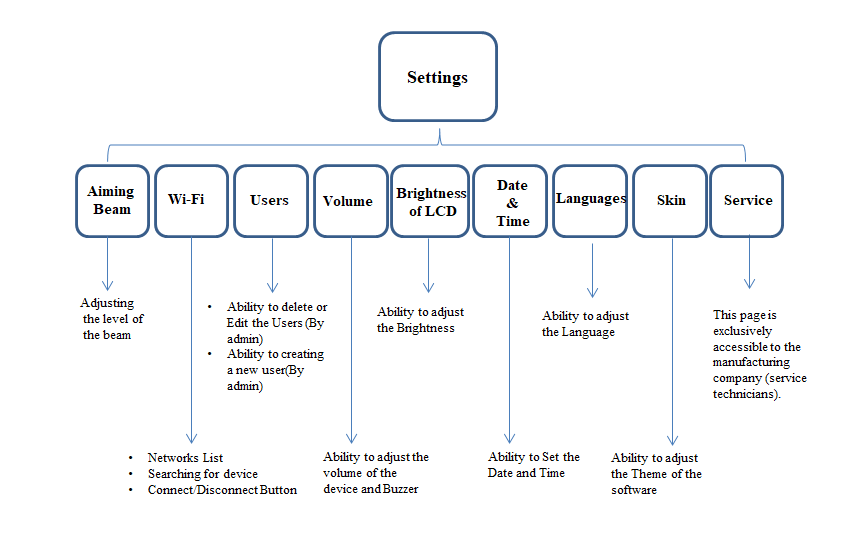 Settings
Aiming
Beam
Wi-Fi
Users
Volume
Brightness
of LCD
Date
&
Time
Languages
Skin
Service
Adjusting
the level of
the beam
• Ability to delete or
Edit the Users (By
admin)
• Ability to creating
a new user(By
admin)
Ability to adjust
the Brightness
Ability to adjust
the Language
This page is
exclusively
accessible to the
manufacturing
company (service
technicians).
• Networks List
• Searching for device
• Connect/Disconnect Button
Ability to adjust the
volume of the
device and Buzzer
Ability to Set the
Date and Time
Ability to adjust
the Theme of the
software